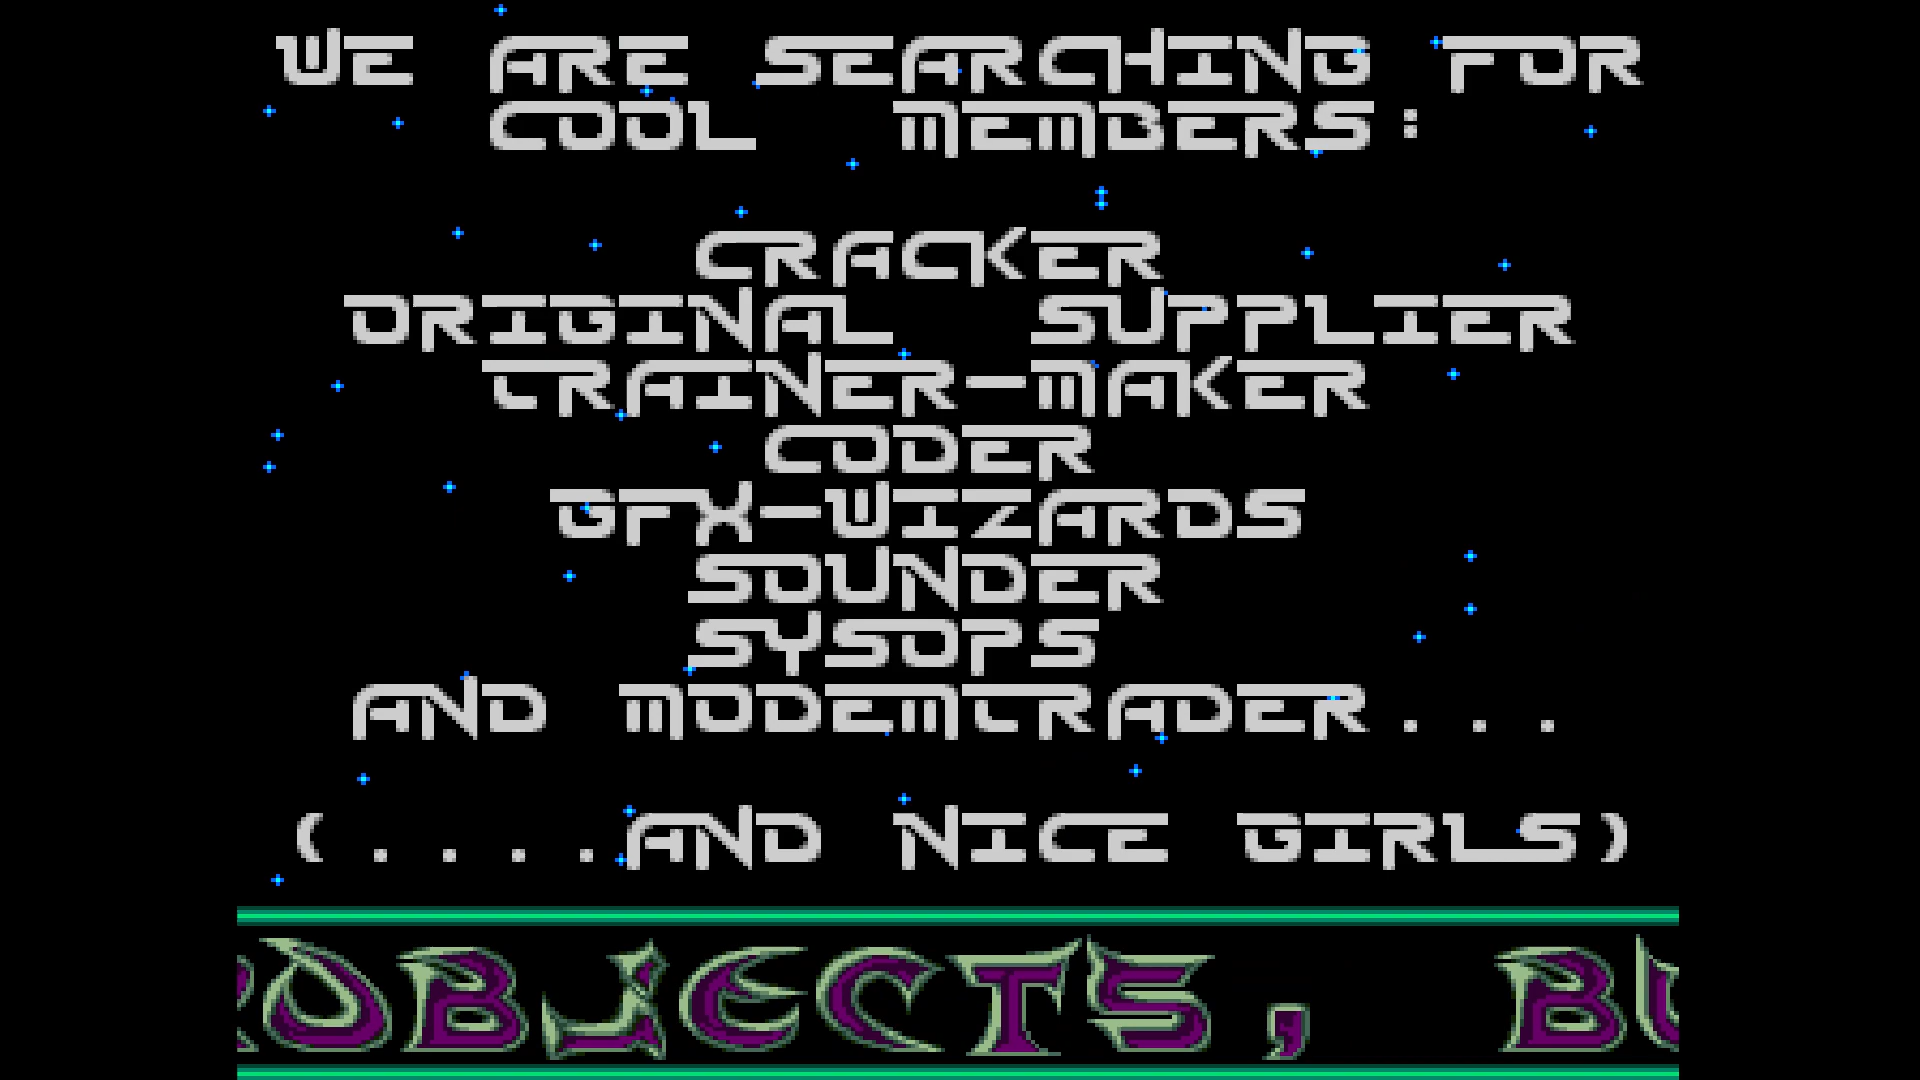 WE ARE SEARCHING FOR
COOL MEMBERS:
CRACKER
ORIGINAL SUPPLIER
TRAINER-MAKER
CODER
GFX-WIZARDS
SOUNDER
SYSOPS
AND MODEMTRADER...
(....AND NICE GIRLS)
OBJECTS, BU